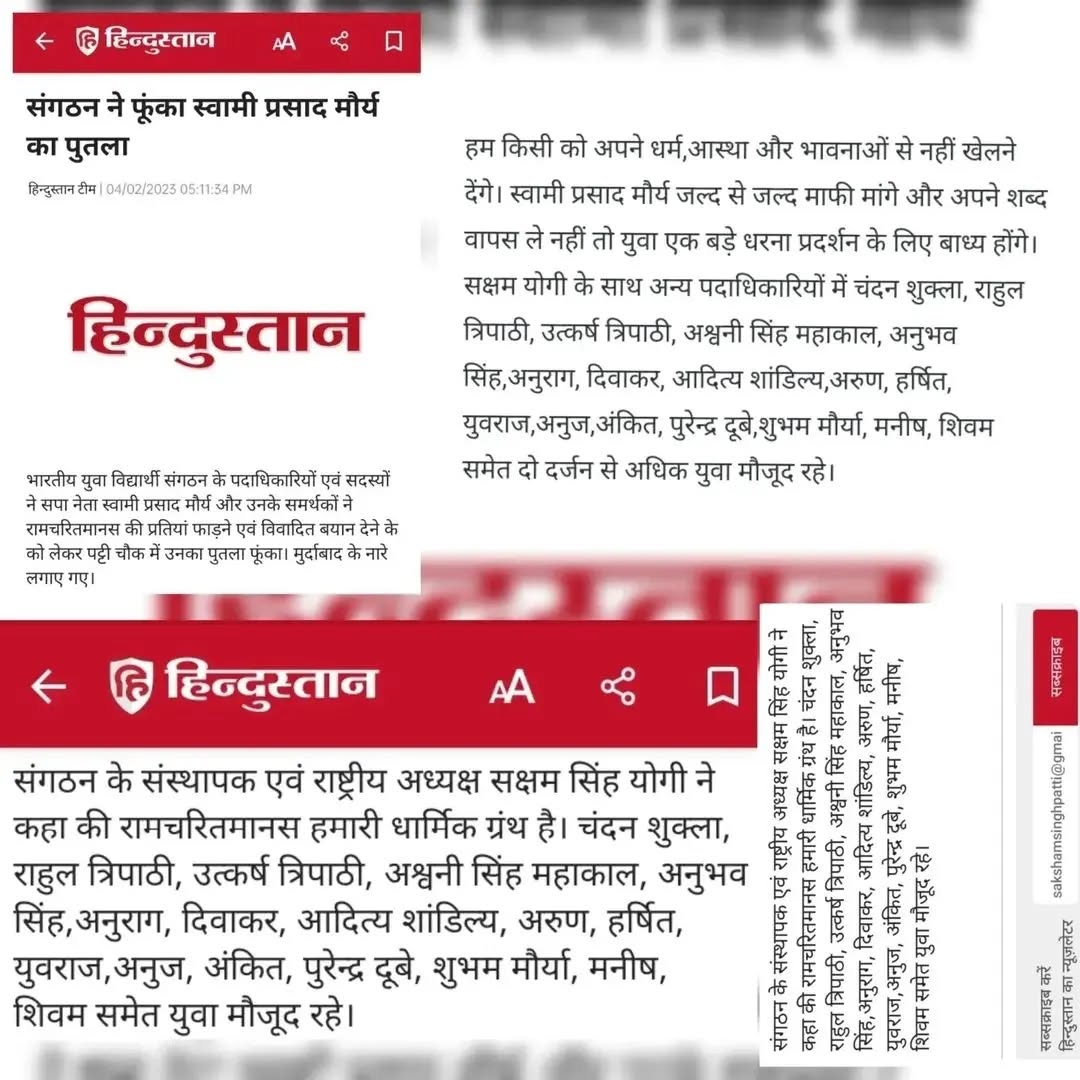 हिन्दुस्तान
AA
संगठन ने फूंका स्वामी प्रसाद मौर्य
का पुतला
हिन्दुस्तान टीम | 04/02/2023 05:11:34 PM
हिन्दुस्तान
भारतीय युवा विद्यार्थी संगठन के पदाधिकारियों एवं सदस्यों
ने सपा नेता स्वामी प्रसाद मौर्य और उनके समर्थकों ने
रामचरितमानस की प्रतियां फाड़ने एवं विवादित बयान देने के
को लेकर पट्टी चौक में उनका पुतला फूंका। मुर्दाबाद के नारे
लगाए गए।
हम किसी को अपने धर्म,आस्था और भावनाओं से नहीं खेलने
देंगे। स्वामी प्रसाद मौर्य जल्द से जल्द माफी मांगे और अपने शब्द
वापस ले नहीं तो युवा एक बड़े धरना प्रदर्शन के लिए बाध्य होंगे।
सक्षम योगी के साथ अन्य पदाधिकारियों में चंदन शुक्ला, राहुल
त्रिपाठी, उत्कर्ष त्रिपाठी, अश्वनी सिंह महाकाल, अनुभव
सिंह,अनुराग, दिवाकर, आदित्य शांडिल्य,अरुण, हर्षित,
युवराज,अनुज,अंकित, पुरेन्द्र दूबे,शुभम मौर्या, मनीष, शिवम
समेत दो दर्जन से अधिक युवा मौजूद रहे।
हिन्दुस्तान
AA
संगठन के संस्थापक एवं राष्ट्रीय अध्यक्ष सक्षम सिंह योगी ने
कहा की रामचरितमानस हमारी धार्मिक ग्रंथ है। चंदन शुक्ला,
राहुल त्रिपाठी, उत्कर्ष त्रिपाठी, अश्वनी सिंह महाकाल, अनुभव
सिंह,अनुराग, दिवाकर, आदित्य शांडिल्य, अरुण, हर्षित,
युवराज,अनुज, अंकित, पुरेन्द्र दूबे, शुभम मौर्या, मनीष,
शिवम समेत युवा मौजूद रहे।
संगठन के संस्थापक एवं राष्ट्रीय अध्यक्ष सक्षम सिंह योगी ने
कहा की रामचरितमानस हमारी धार्मिक ग्रंथ है। चंदन शुक्ला,
राहुल त्रिपाठी, उत्कर्ष त्रिपाठी, अश्वनी सिंह महाकाल, अनुभव
सिंह,अनुराग, दिवाकर, आदित्य शांडिल्य, अरुण, हर्षित,
युवराज,अनुज, अंकित, पुरेन्द्र दूबे, शुभम मौर्या, मनीष,
शिवम समेत युवा मौजूद रहे।
सब्सक्राइब करें
हिन्दुस्तान का न्यूज़लेटर
sakshamsinghpatti@gmai
सब्सक्राइब